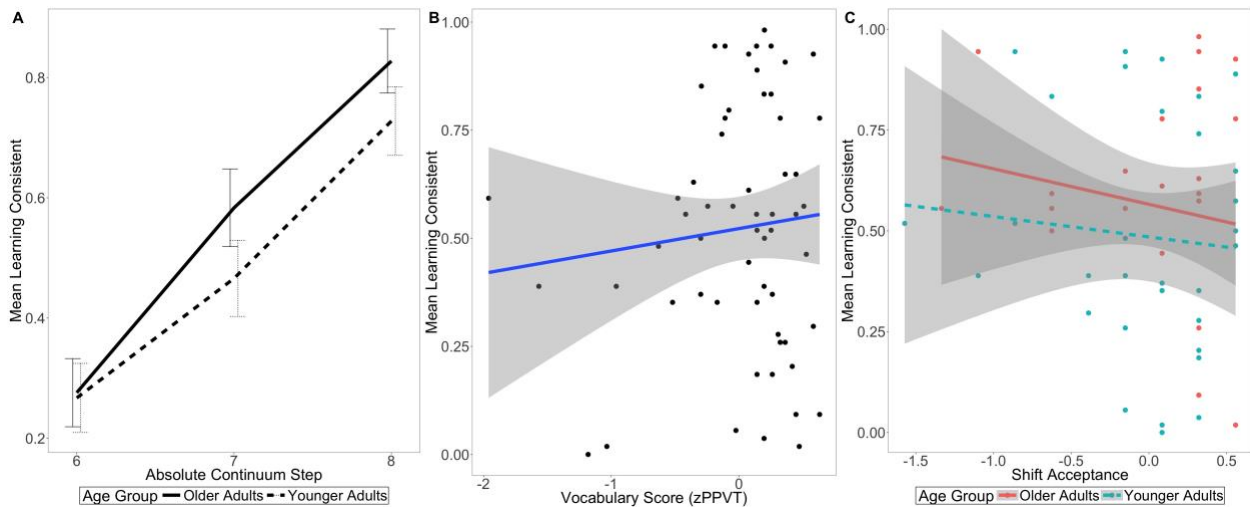 A
Mean Learning Consistent
0.8
0.6
0.4
0.2
6
7
8
Absolute Continuum Step
Age Group Older Adults Younger Adults
B
Mean Learning Consistent
1.00
0.75
0.50
0.25
0.00
-2
-1
0
Vocabulary Score (zPPVT)
C
Mean Learning Consistent
1.00
0.75
0.50
0.25
0.00
-1.5
-1.0
-0.5
0.0
0.5
Shift Acceptance
Age Group Older Adults Younger Adults